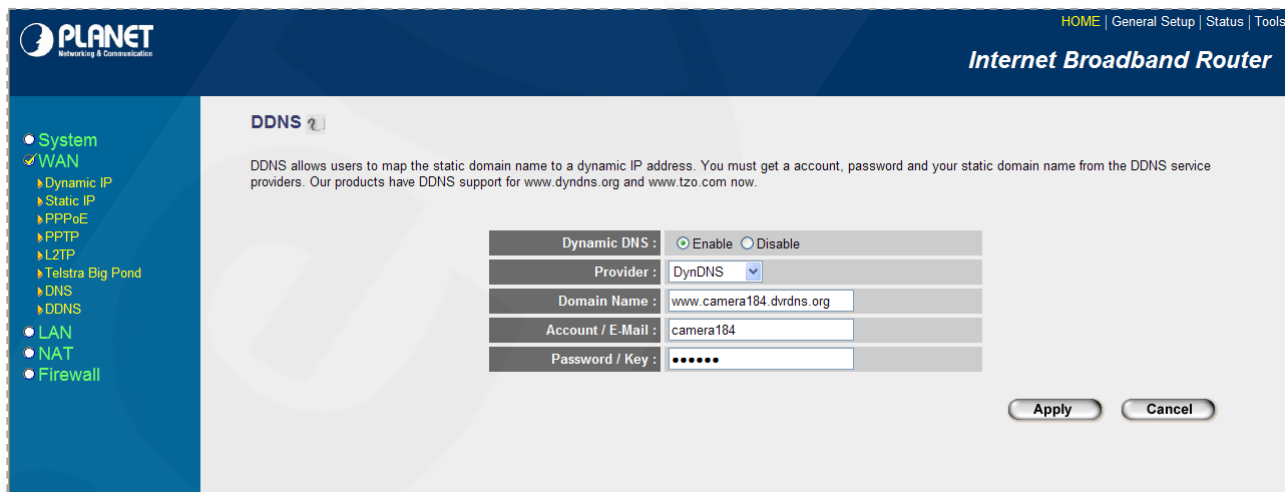 PLANET
Networking & Communication
HOME | General Setup | Status | Tools
Internet Broadband Router
System
WAN
Dynamic IP
Static IP
PPPoE
PPTP
L2TP
Telstra Big Pond
DNS
DDNS
LAN
NAT
Firewall
DDNS
DDNS allows users to map the static domain name to a dynamic IP address. You must get a account, password and your static domain name from the DDNS service
providers. Our products have DDNS support for www.dyndns.org and www.tzo.com now.
Dynamic DNS : Enable Disable
Provider : DynDNS
Domain Name : www.camera184.dvrdns.org
Account / E-Mail : camera184
Password / Key : ●●●●●●
Apply Cancel